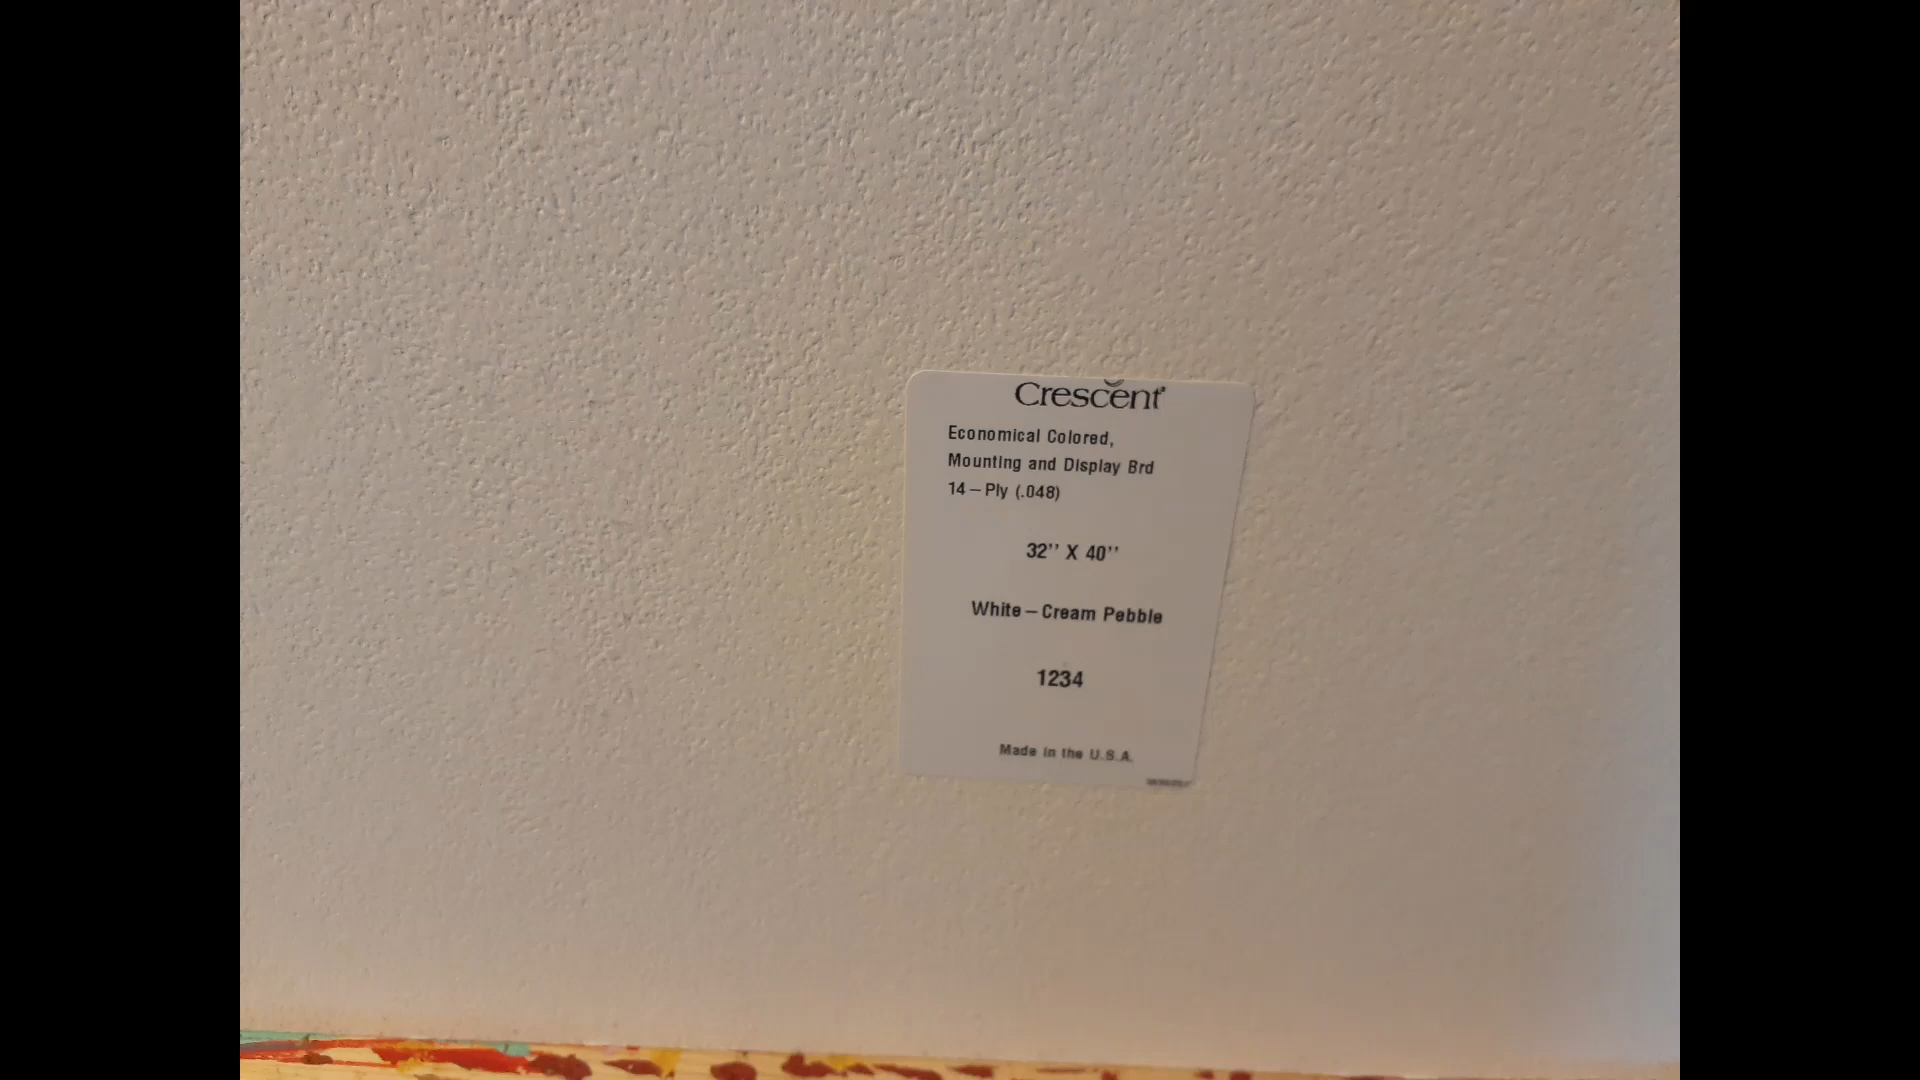 Crescent
Economical Colored,
Mounting and Display Brd
14-Ply (.048)
32'' X 40''
White-Cream Pebble
1234
Made in the U.S.A.